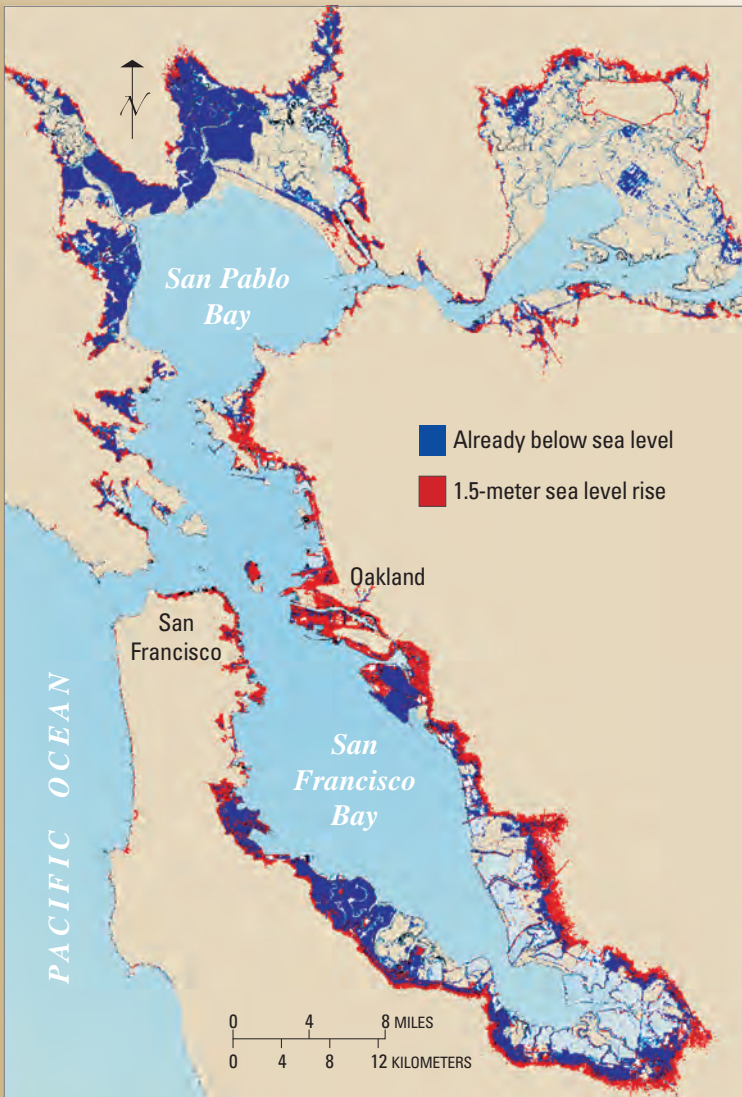 N
San Pablo
Bay
Already below sea level
1.5-meter sea level rise
Oakland
San
Francisco
PACIFIC OCEAN
San
Francisco
Bay
0 4 8 MILES
0 4 8 12 KILOMETERS